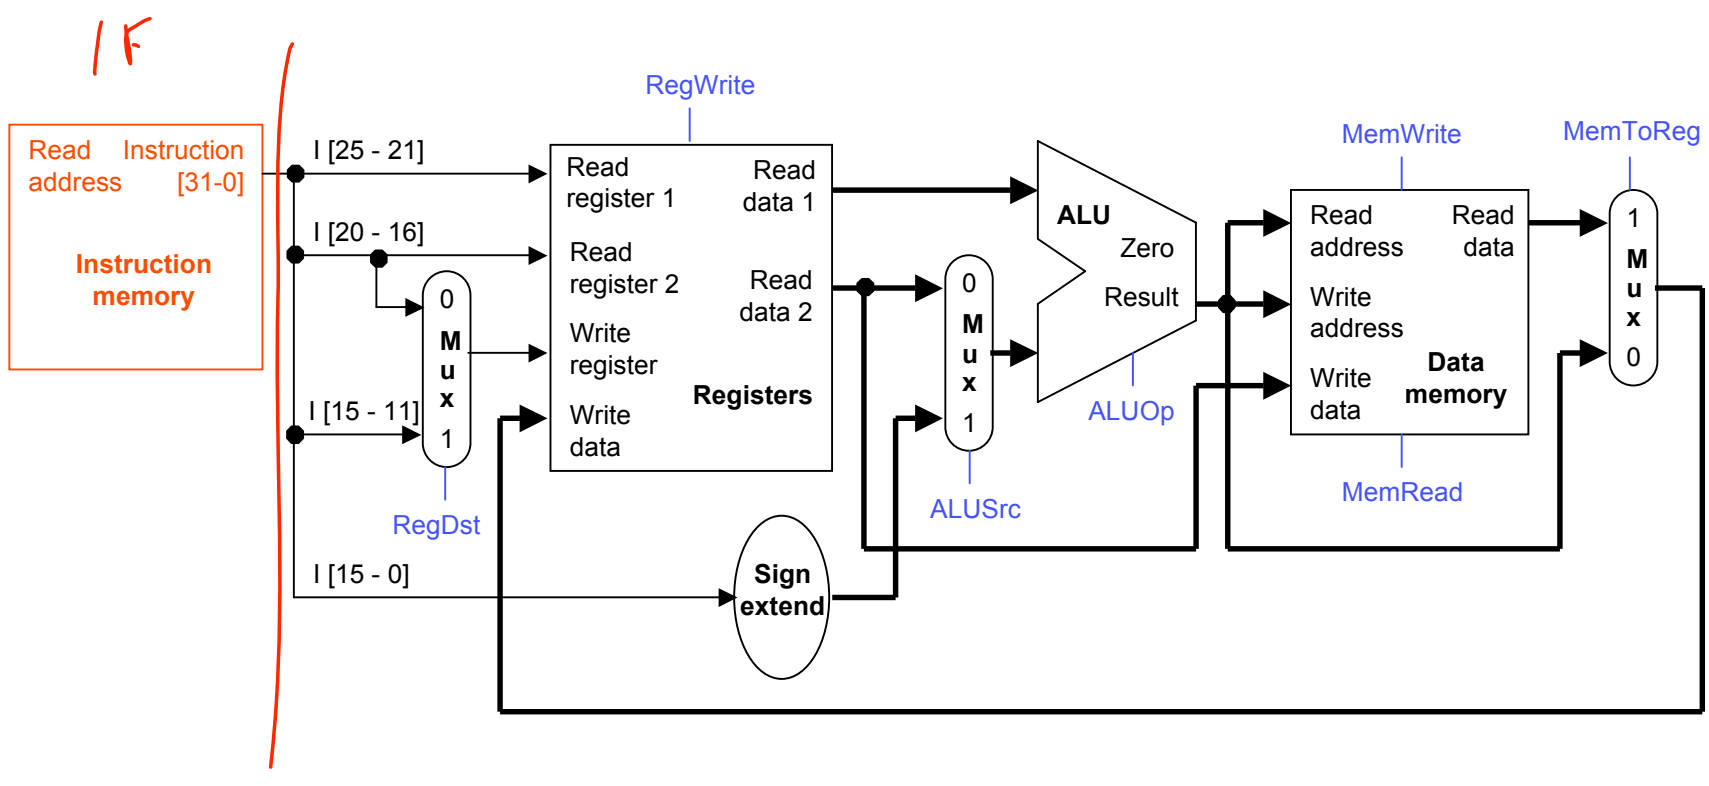 IF
Read Instruction
address [31-0]
Instruction
memory
I [25 - 21]
I [20 - 16]
I [15 - 11]
I [15 - 0]
0
M
u
x
1
RegDst
RegWrite
Read
register 1
Read
data 1
Read
register 2
Read
data 2
Write
register
Registers
Write
data
Sign
extend
0
M
u
x
1
ALUSrc
ALU
Zero
Result
ALUOp
MemWrite
Read
address
Read
data
Write
address
Write
data
Data
memory
MemRead
MemToReg
1
M
u
x
0